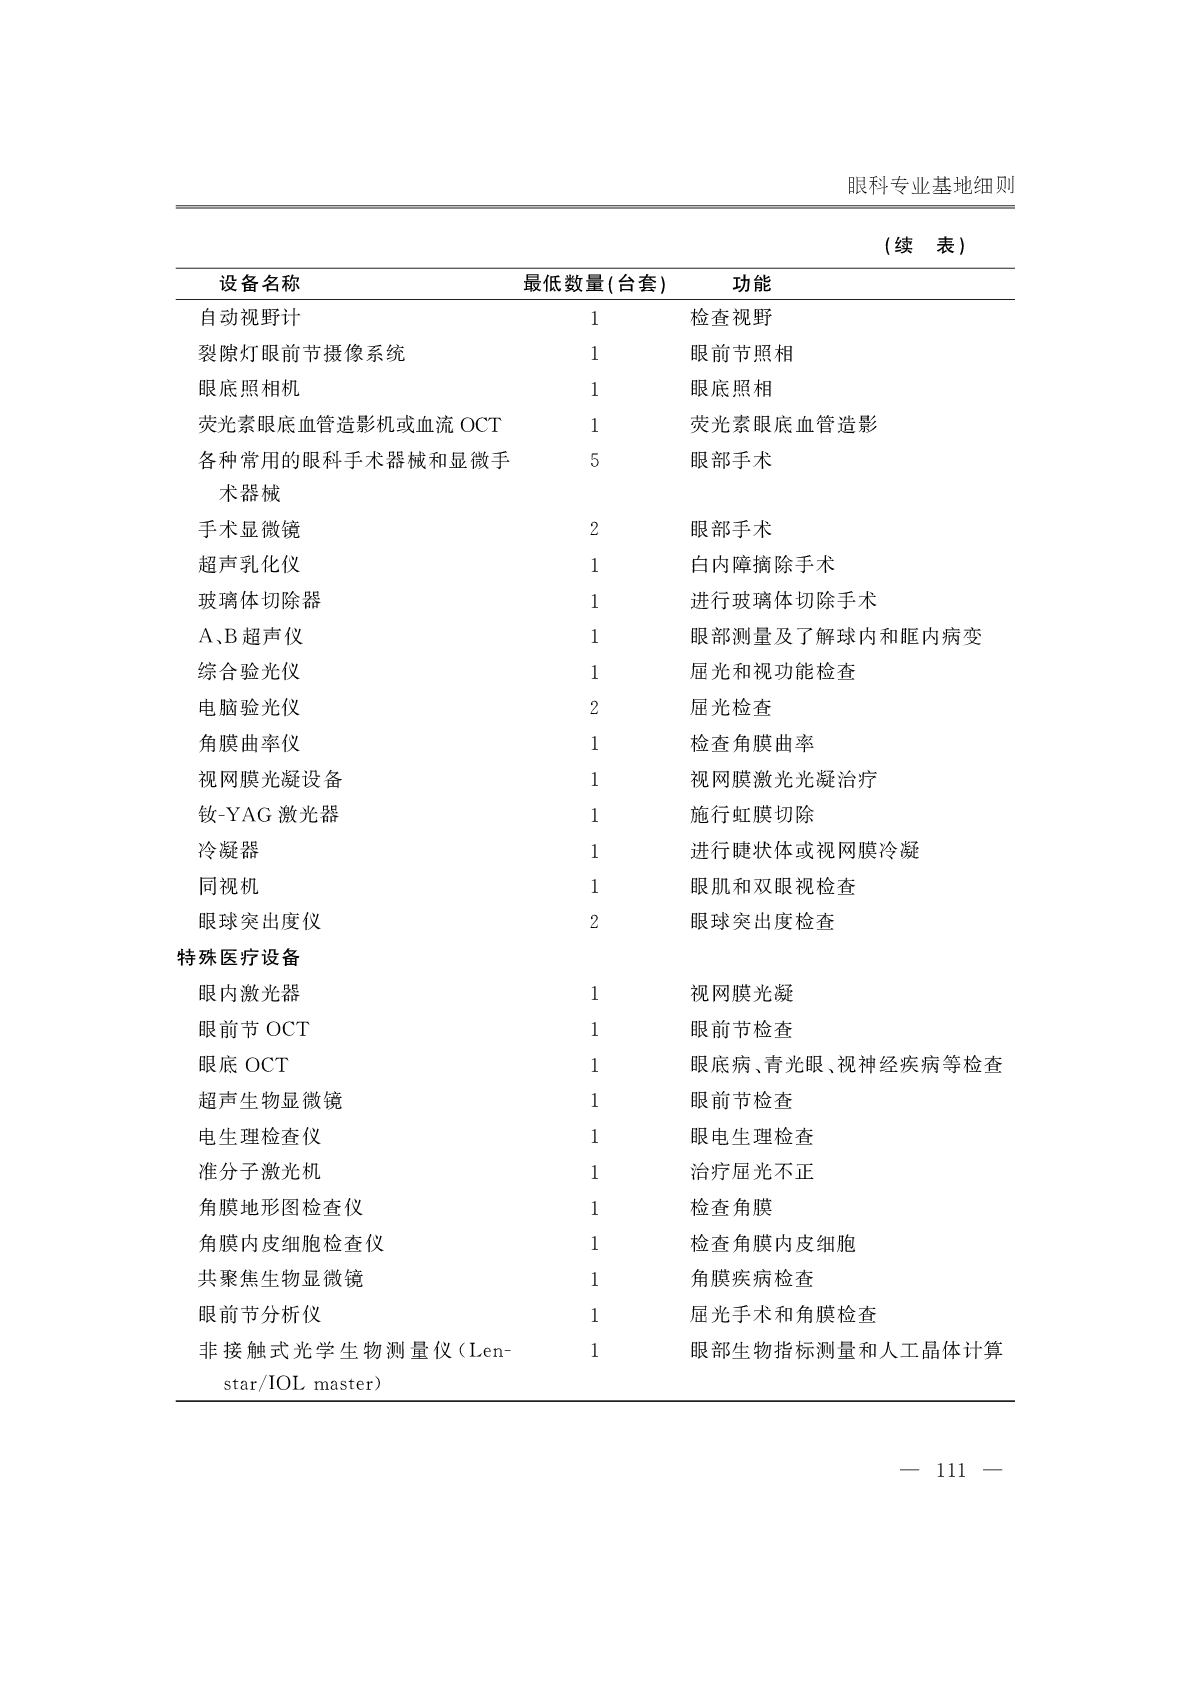 眼科专业基地细则
(续 表)
设备名称 最低数量(台套) 功能
自动视野计 1 检查视野
裂隙灯眼前节摄像系统 1 眼前节照相
眼底照相机 1 眼底照相
荧光素眼底血管造影机或血流 OCT 1 荧光素眼底血管造影
各种常用的眼科手术器械和显微手 5 眼部手术
术器械
手术显微镜 2 眼部手术
超声乳化仪 1 白内障摘除手术
玻璃体切除器 1 进行玻璃体切除手术
A、B超声仪 1 眼部测量及了解球内和眶内病变
综合验光仪 1 屈光和视功能检查
电脑验光仪 2 屈光检查
角膜曲率仪 1 检查角膜曲率
视网膜光凝设备 1 视网膜激光光凝治疗
钕-YAG 激光器 1 施行虹膜切除
冷凝器 1 进行睫状体或视网膜冷凝
同视机 1 眼肌和双眼视检查
眼球突出度仪 2 眼球突出度检查
特殊医疗设备
眼内激光器 1 视网膜光凝
眼前节 OCT 1 眼前节检查
眼底 OCT 1 眼底病、青光眼、视神经疾病等检查
超声生物显微镜 1 眼前节检查
电生理检查仪 1 眼电生理检查
准分子激光机 1 治疗屈光不正
角膜地形图检查仪 1 检查角膜
角膜内皮细胞检查仪 1 检查角膜内皮细胞
共聚焦生物显微镜 1 角膜疾病检查
眼前节分析仪 1 屈光手术和角膜检查
非接触式光学生物测量仪(Len- 1 眼部生物指标测量和人工晶体计算
star/IOL master)
— 111 —